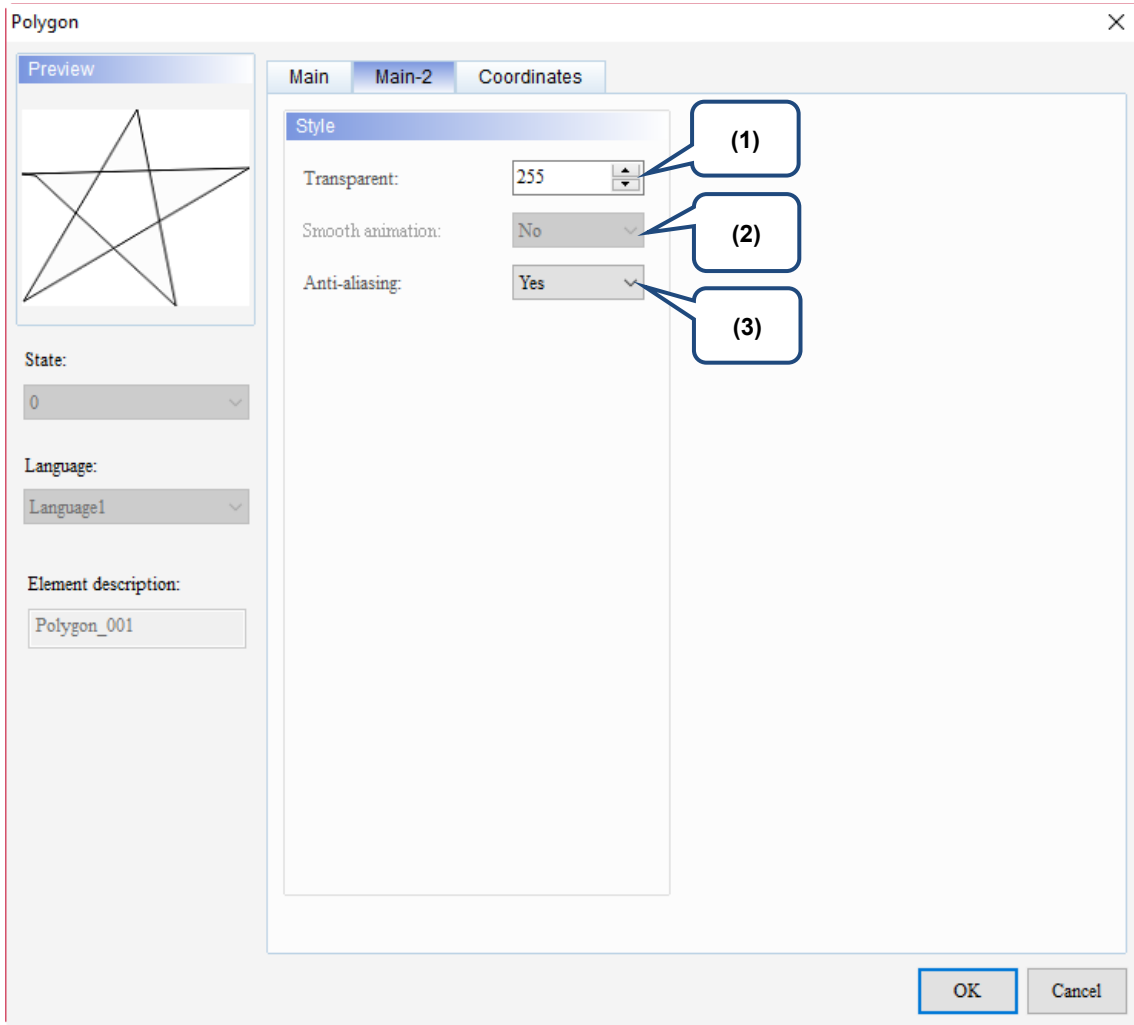 Polygon
Preview
Main Main-2 Coordinates
Style
(1)
Transparent: 255
Smooth animation: No
(2)
Anti-aliasing: Yes
(3)
State:
0
Language:
Language1
Element description:
Polygon_001
OK Cancel